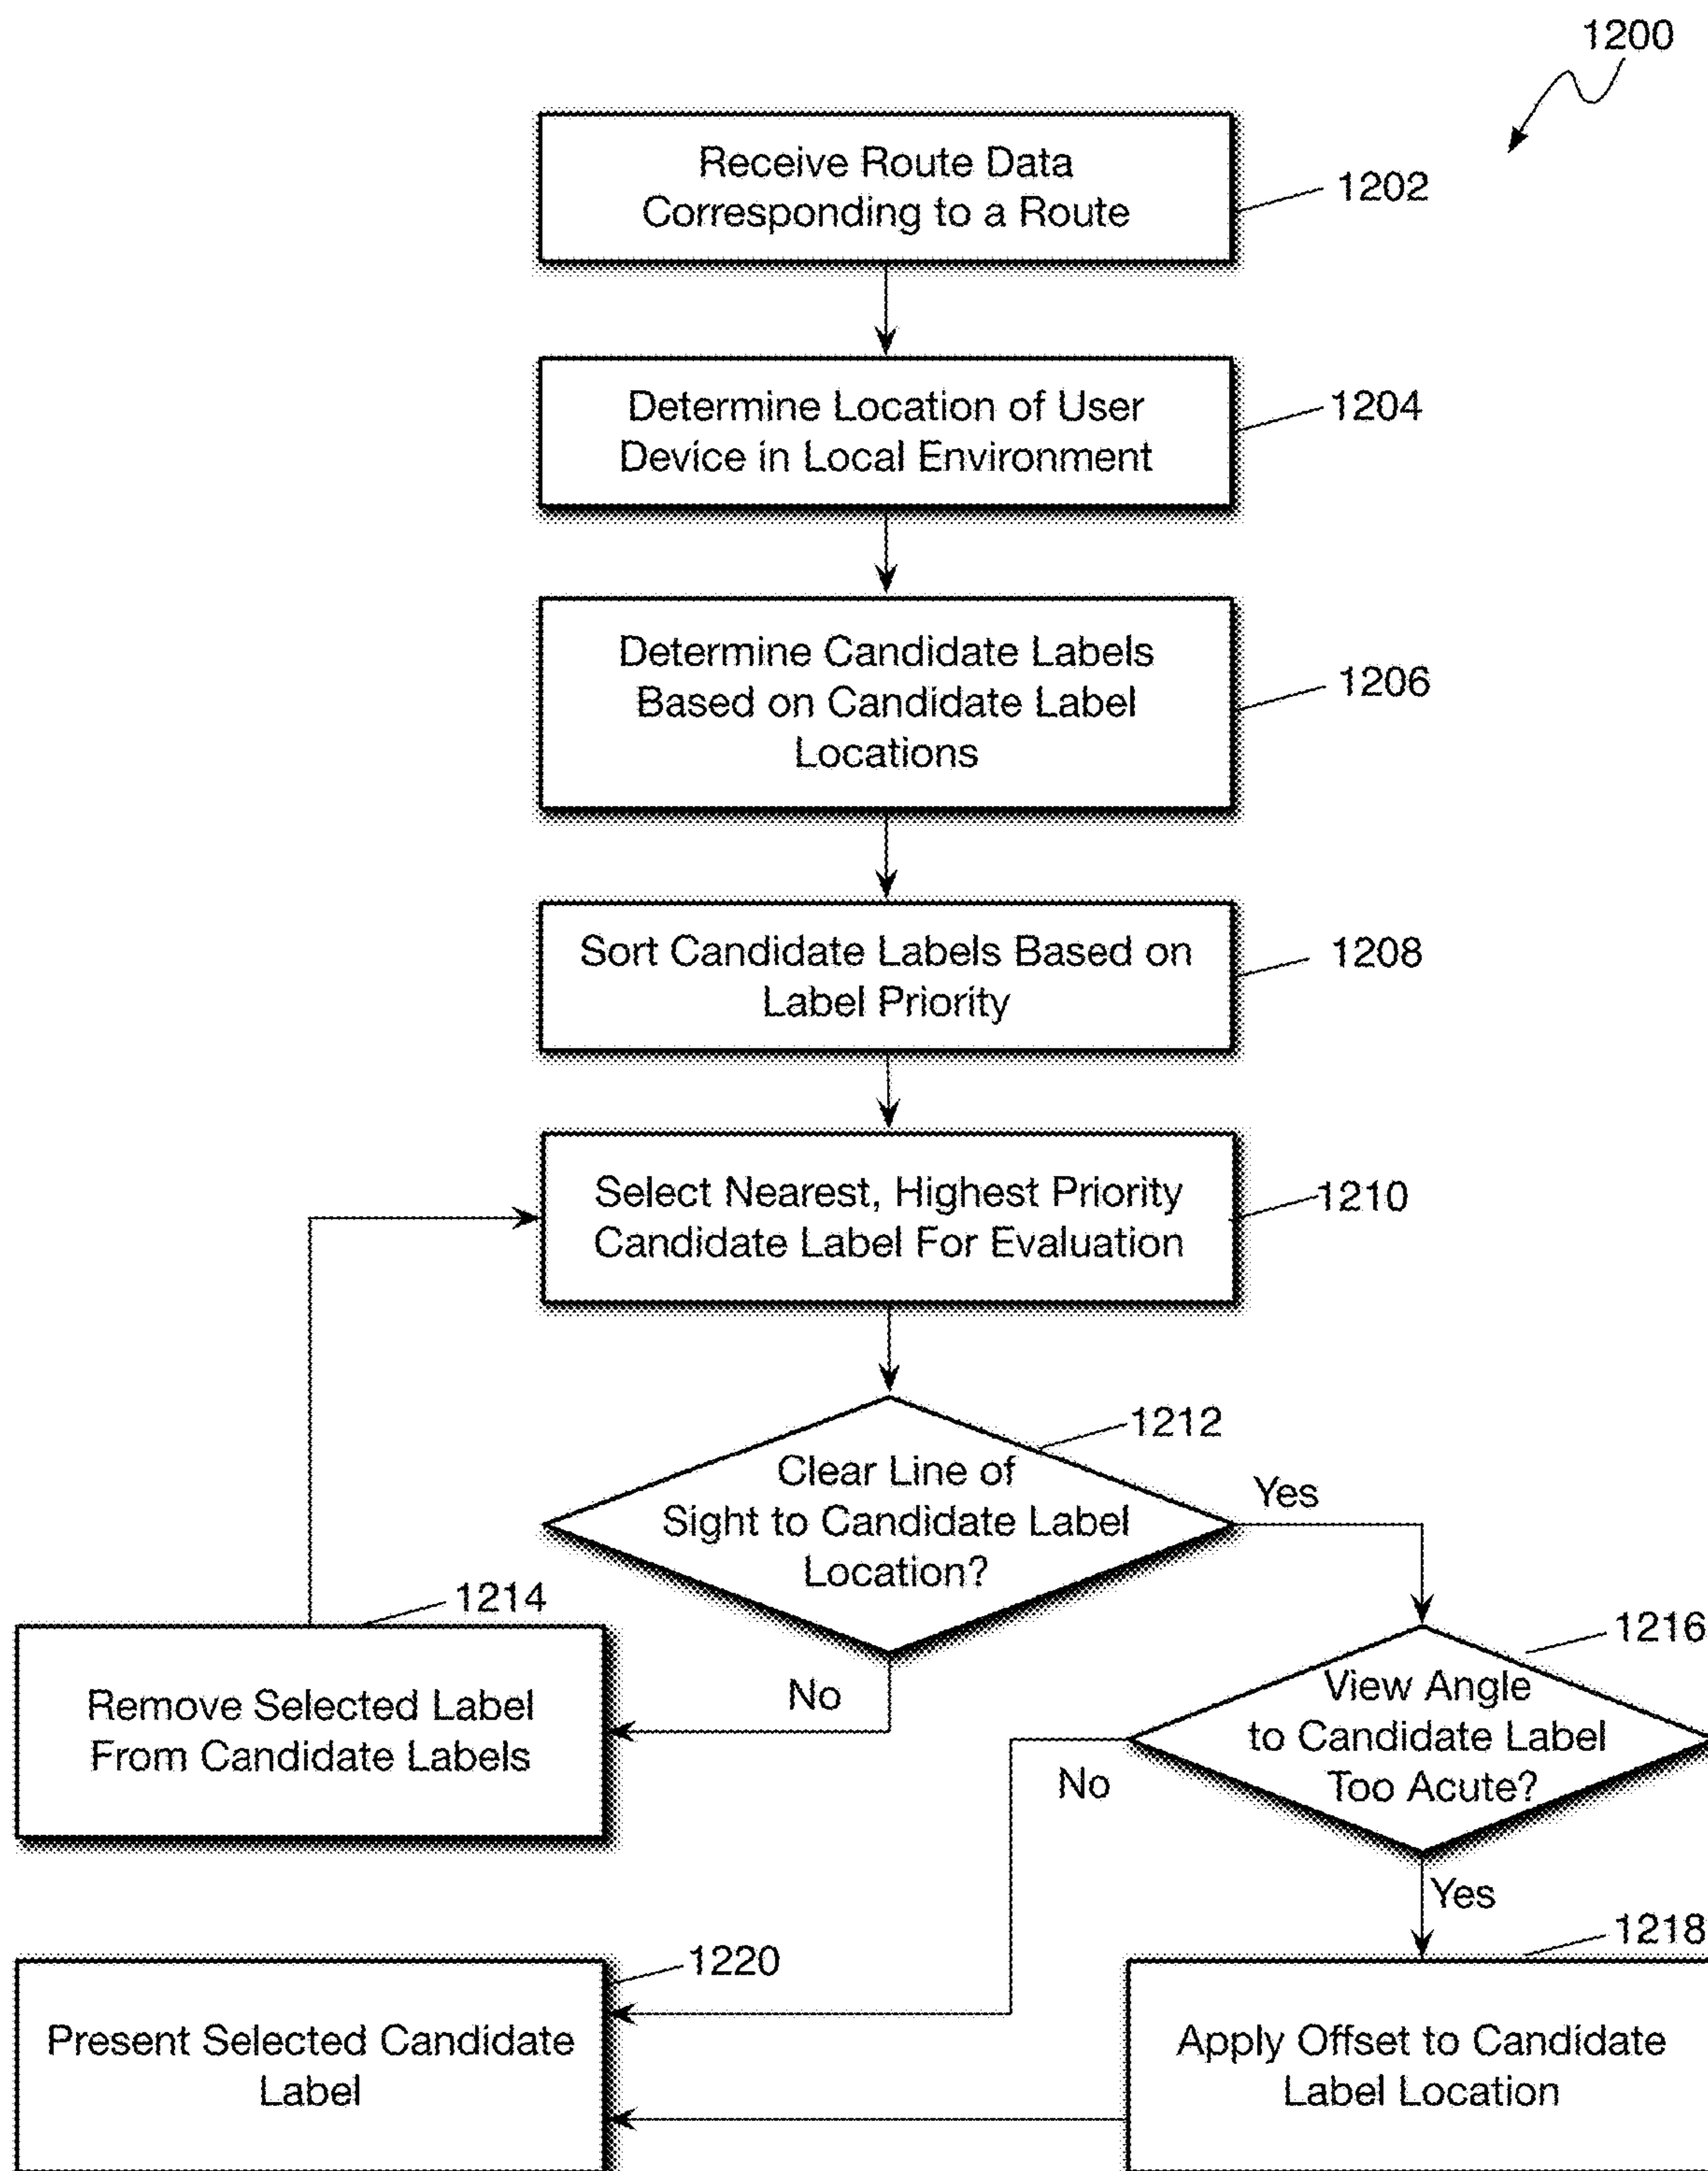 1200
Receive Route Data
Corresponding to a Route
1202
Determine Location of User
Device in Local Environment
1204
Determine Candidate Labels
Based on Candidate Label
Locations
1206
Sort Candidate Labels Based on
Label Priority
1208
Select Nearest, Highest Priority
Candidate Label For Evaluation
1210
Clear Line of
Sight to Candidate Label
Location?
1212
Yes
No
1214
Remove Selected Label
From Candidate Labels
1216
View Angle
to Candidate Label
Too Acute?
No
Yes
1218
Apply Offset to Candidate
Label Location
1220
Present Selected Candidate
Label